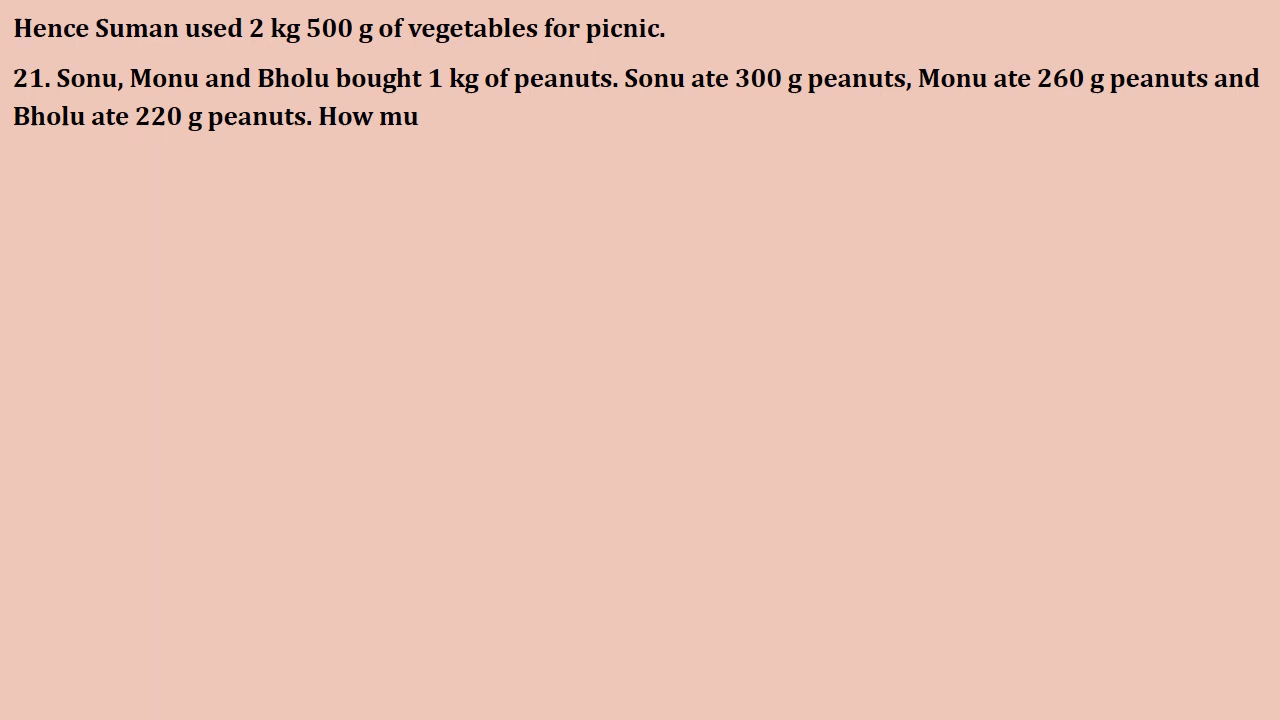 Hence Suman used 2 kg 500 g of vegetables for picnic.
21. Sonu, Monu and Bholu bought 1 kg of peanuts. Sonu ate 300 g peanuts, Monu ate 260 g peanuts and
Bholu ate 220 g peanuts. How mu